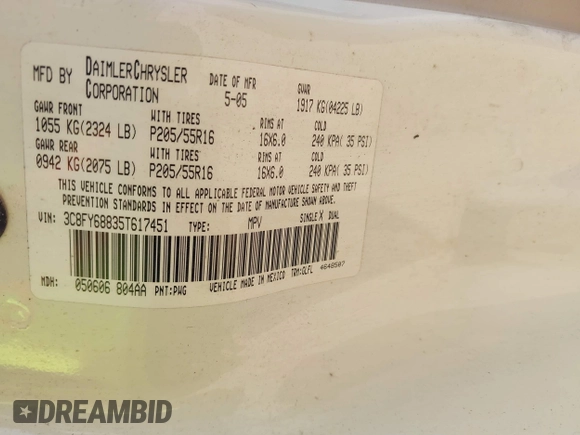 MFD BY DAIMLERCHRYSLER CORPORATION DATE OF MFR 5-05 GVWR 1917 KG(04225 LB)
GAWR FRONT WITH TIRES RIMS AT COLD
1055 KG(2324 LB) P205/55R16 16X6.0 240 KPA( 35 PSI)
GAWR REAR WITH TIRES RIMS AT COLD
0942 KG(2075 LB) P205/55R16 16X6.0 240 KPA( 35 PSI)
THIS VEHICLE CONFORMS TO ALL APPLICABLE FEDERAL MOTOR VEHICLE SAFETY AND THEFT
PREVENTION STANDARDS IN EFFECT ON THE DATE OF MANUFACTURE SHOWN ABOVE.
VIN: 3C8FY68835T617451 TYPE: MPV SINGLE X DUAL
MDH: 050606 804AA PNT:PWG VEHICLE MADE IN MEXICO TRM:GLFL 4648507
DREAMBID